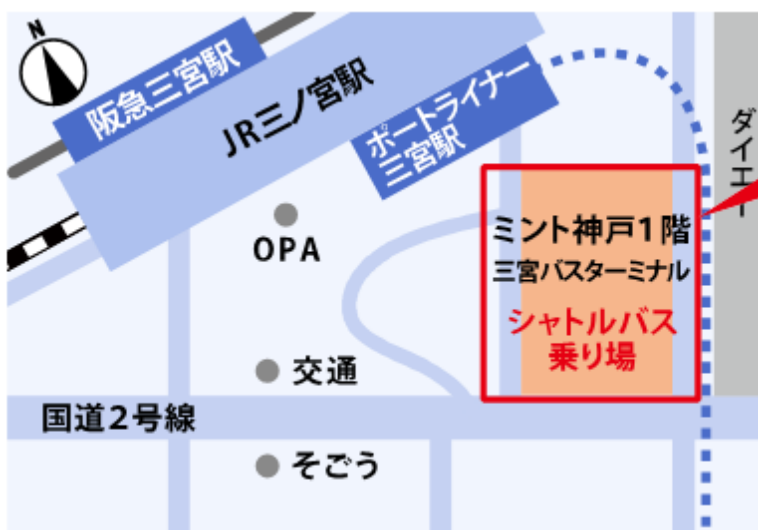 N
阪急三宮駅
JR三ノ宮駅
ポートライナー
三宮駅
ダイエー
OPA
ミント神戸1階
三宮バスターミナル
シャトルバス
乗り場
交通
国道2号線
そごう